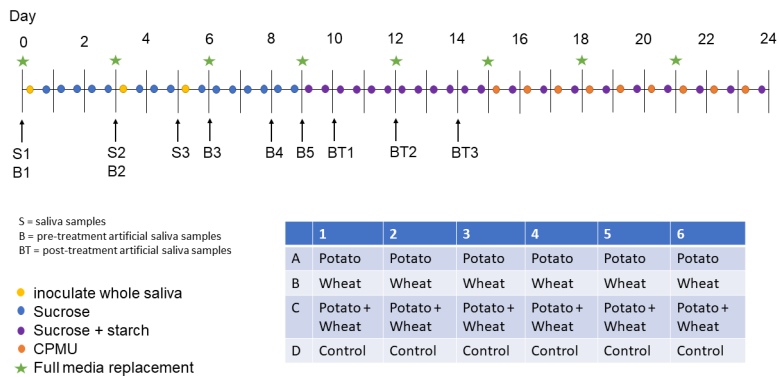 Day
0 2 4 6 8 10 12 14 16 18 20 22 24
S1 S2 S3 B3 B4 B5 BT1 BT2 BT3
B1 B2
S = saliva samples
B = pre-treatment artificial saliva samples
BT = post-treatment artificial saliva samples
inoculate whole saliva
Sucrose
Sucrose + starch
CPMU
Full media replacement
1 2 3 4 5 6
A Potato Potato Potato Potato Potato Potato
B Wheat Wheat Wheat Wheat Wheat Wheat
C Potato + Potato + Potato + Potato + Potato + Potato +
Wheat Wheat Wheat Wheat Wheat Wheat
D Control Control Control Control Control Control